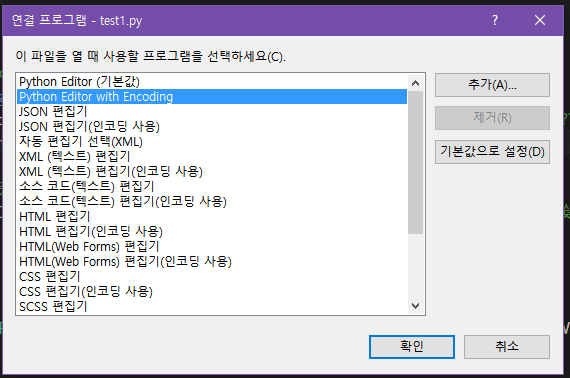 연결 프로그램 - test1.py
이 파일을 열 때 사용할 프로그램을 선택하세요(C).
Python Editor (기본값)
Python Editor with Encoding
JSON 편집기
JSON 편집기(인코딩 사용)
자동 편집기 선택(XML)
XML (텍스트) 편집기
XML (텍스트) 편집기(인코딩 사용)
소스 코드(텍스트) 편집기
소스 코드(텍스트) 편집기(인코딩 사용)
HTML 편집기
HTML 편집기(인코딩 사용)
HTML(Web Forms) 편집기
HTML(Web Forms) 편집기(인코딩 사용)
CSS 편집기
CSS 편집기(인코딩 사용)
SCSS 편집기
추가(A)...
제거(R)
기본값으로 설정(D)
확인
취소